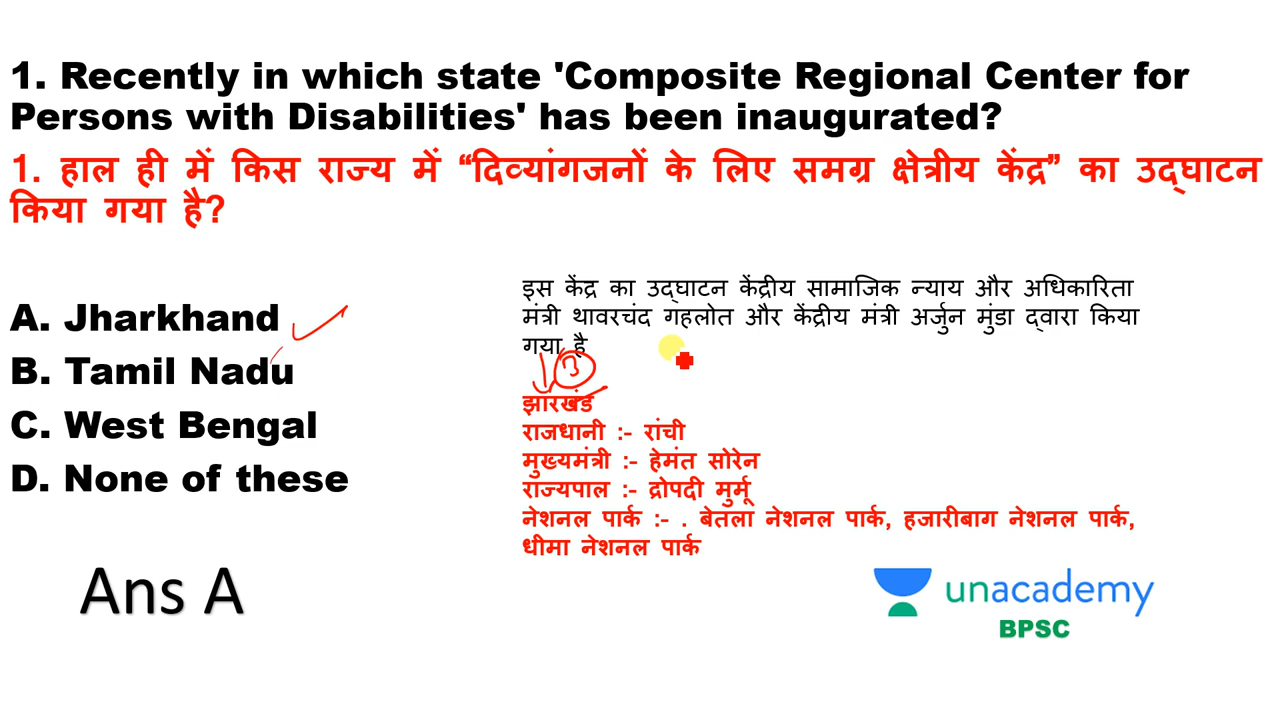 1. Recently in which state 'Composite Regional Center for
Persons with Disabilities' has been inaugurated?
1. हाल ही में किस राज्य में “दिव्यांगजनों के लिए समग्र क्षेत्रीय केंद्र” का उद्घाटन
किया गया है?
A. Jharkhand
B. Tamil Nadu
C. West Bengal
D. None of these
Ans A
इस केंद्र का उद्घाटन केंद्रीय सामाजिक न्याय और अधिकारिता
मंत्री थावरचंद गहलोत और केंद्रीय मंत्री अर्जुन मुंडा द्वारा किया
गया है
3
झारखंड
राजधानी :- रांची
मुख्यमंत्री :- हेमंत सोरेन
राज्यपाल :- द्रोपदी मुर्मू
नेशनल पार्क :- . बेतला नेशनल पार्क, हजारीबाग नेशनल पार्क,
धीमा नेशनल पार्क
unacademy
BPSC